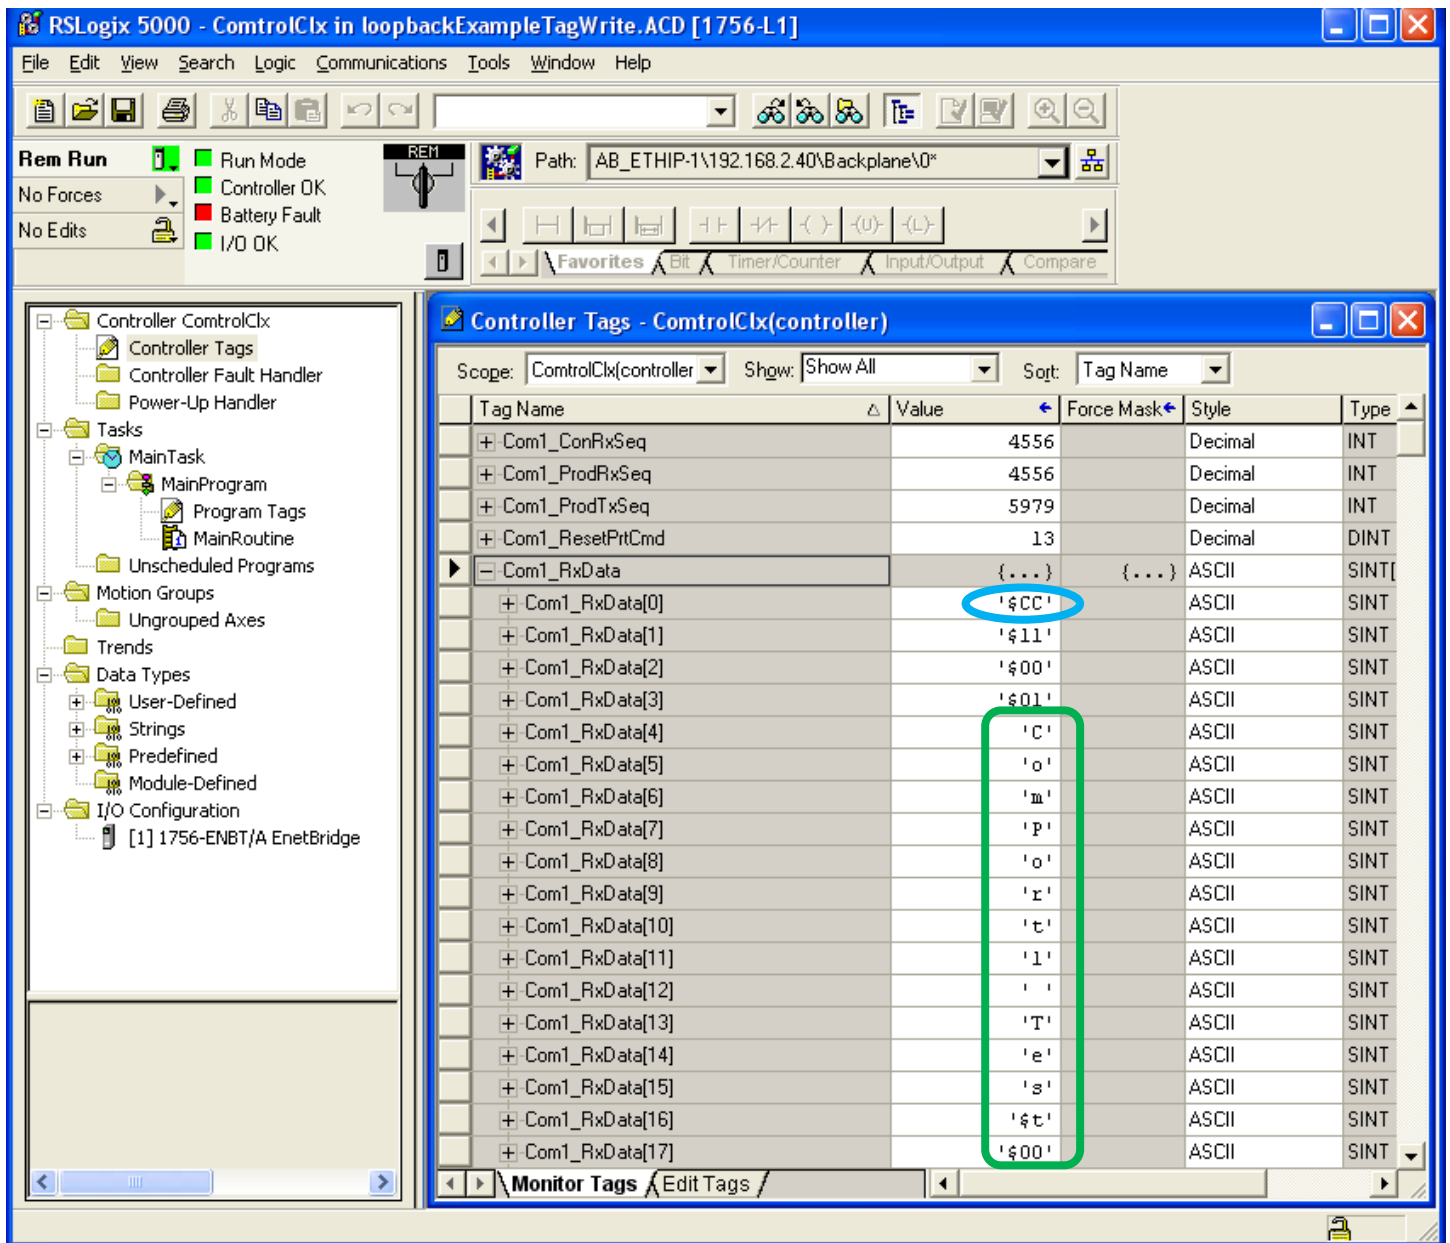 RSLogix 5000 - ComtrolClx in loopbackExampleTagWrite.ACD [1756-L1]
File Edit View Search Logic Communications Tools Window Help
Rem Run
No Forces
No Edits
Run Mode
Controller OK
Battery Fault
I/O OK
REM
Path: AB_ETHIP-1\192.168.2.40\Backplane\0*
Favorites Bit Timer/Counter Input/Output Compare
Controller ComtrolClx
Controller Tags
Controller Fault Handler
Power-Up Handler
Tasks
MainTask
MainProgram
Program Tags
MainRoutine
Unscheduled Programs
Motion Groups
Ungrouped Axes
Trends
Data Types
User-Defined
Strings
Predefined
Module-Defined
I/O Configuration
[1] 1756-ENBT/A EnetBridge
Controller Tags - ComtrolClx(controller)
Scope: ComtrolClx(controller Show: Show All Sort: Tag Name
Tag Name Value Force Mask Style Type
Com1_ConRxSeq 4556 Decimal INT
Com1_ProdRxSeq 4556 Decimal INT
Com1_ProdTxSeq 5979 Decimal INT
Com1_ResetPrtCmd 13 Decimal DINT
Com1_RxData {...} {...} ASCII SINT[
Com1_RxData[0] '$CC' ASCII SINT
Com1_RxData[1] '$11' ASCII SINT
Com1_RxData[2] '$00' ASCII SINT
Com1_RxData[3] '$01' ASCII SINT
Com1_RxData[4] 'C' ASCII SINT
Com1_RxData[5] 'o' ASCII SINT
Com1_RxData[6] 'm' ASCII SINT
Com1_RxData[7] 'P' ASCII SINT
Com1_RxData[8] 'o' ASCII SINT
Com1_RxData[9] 'r' ASCII SINT
Com1_RxData[10] 't' ASCII SINT
Com1_RxData[11] '1' ASCII SINT
Com1_RxData[12] ' ' ASCII SINT
Com1_RxData[13] 'T' ASCII SINT
Com1_RxData[14] 'e' ASCII SINT
Com1_RxData[15] 's' ASCII SINT
Com1_RxData[16] '$t' ASCII SINT
Com1_RxData[17] '$00' ASCII SINT
Monitor Tags Edit Tags